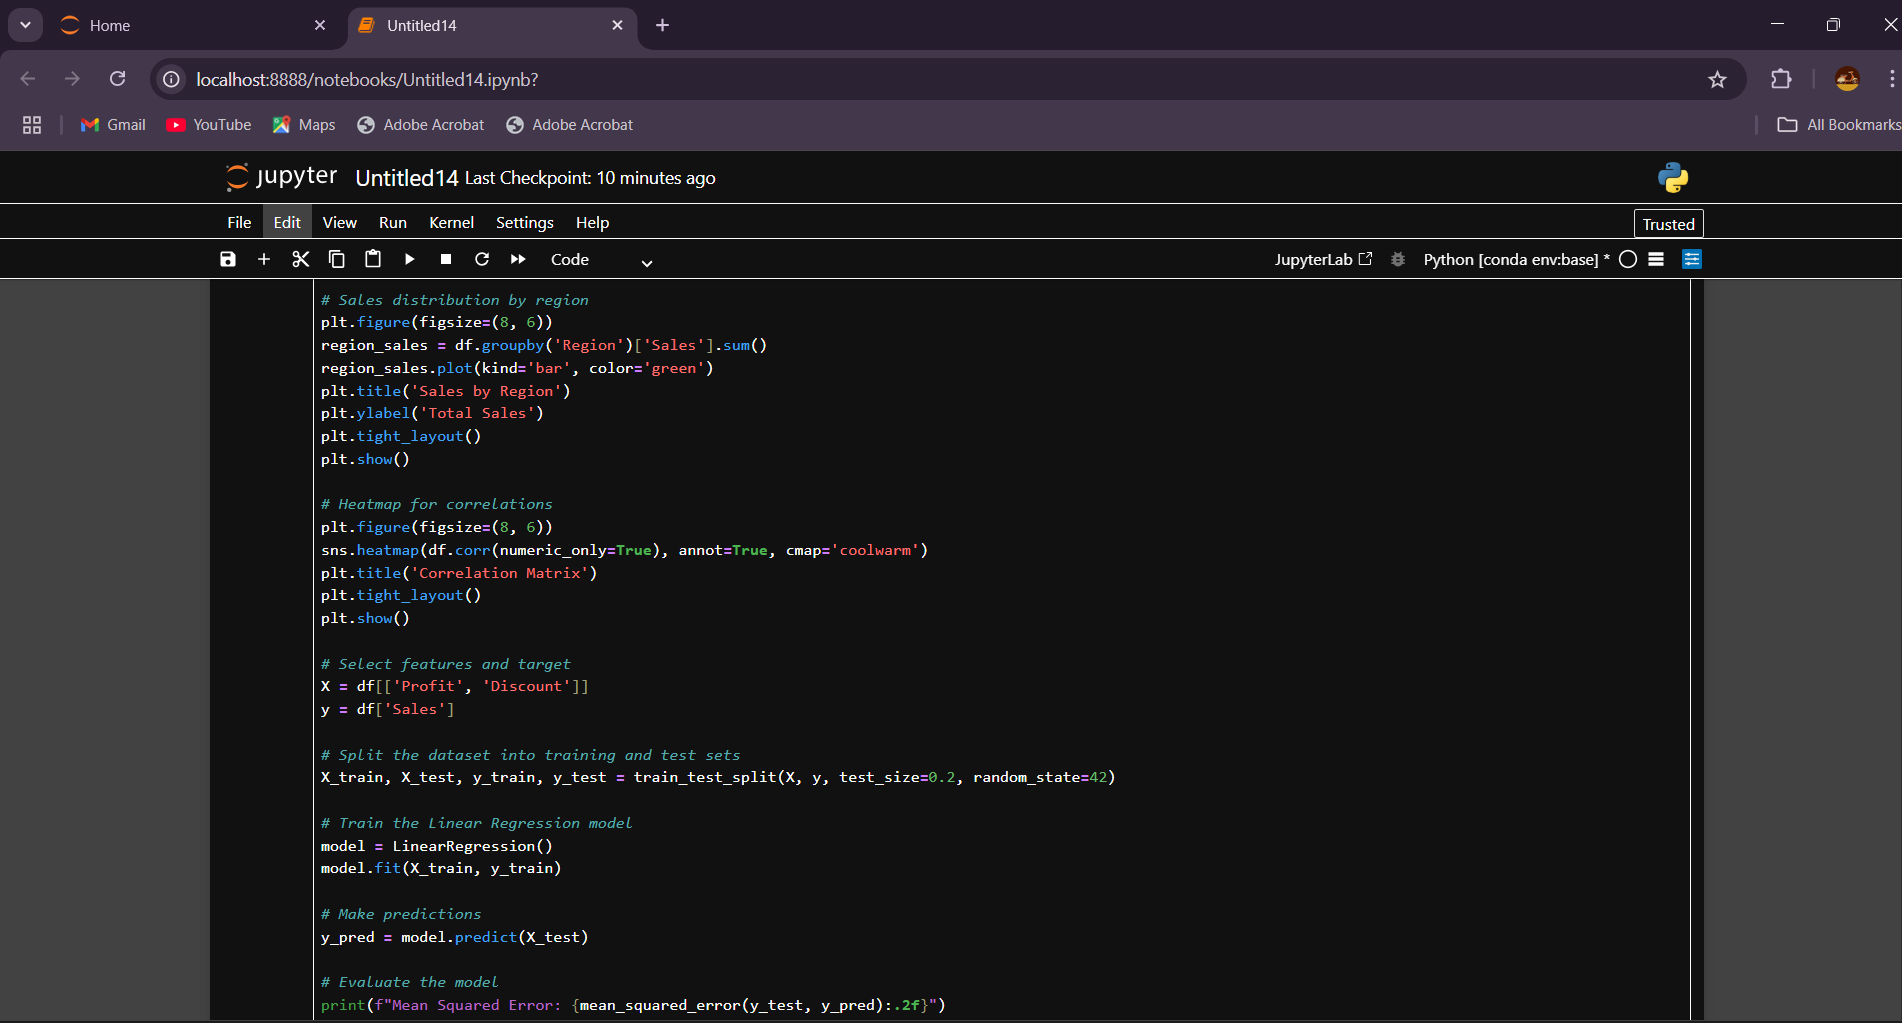 Home
Untitled14
localhost:8888/notebooks/Untitled14.ipynb?
Gmail YouTube Maps Adobe Acrobat Adobe Acrobat All Bookmarks
jupyter Untitled14 Last Checkpoint: 10 minutes ago
File Edit View Run Kernel Settings Help Trusted
Code JupyterLab Python [conda env:base] *
# Sales distribution by region
plt.figure(figsize=(8, 6))
region_sales = df.groupby('Region')['Sales'].sum()
region_sales.plot(kind='bar', color='green')
plt.title('Sales by Region')
plt.ylabel('Total Sales')
plt.tight_layout()
plt.show()
# Heatmap for correlations
plt.figure(figsize=(8, 6))
sns.heatmap(df.corr(numeric_only=True), annot=True, cmap='coolwarm')
plt.title('Correlation Matrix')
plt.tight_layout()
plt.show()
# Select features and target
X = df[['Profit', 'Discount']]
y = df['Sales']
# Split the dataset into training and test sets
X_train, X_test, y_train, y_test = train_test_split(X, y, test_size=0.2, random_state=42)
# Train the Linear Regression model
model = LinearRegression()
model.fit(X_train, y_train)
# Make predictions
y_pred = model.predict(X_test)
# Evaluate the model
print(f"Mean Squared Error: {mean_squared_error(y_test, y_pred):.2f}")